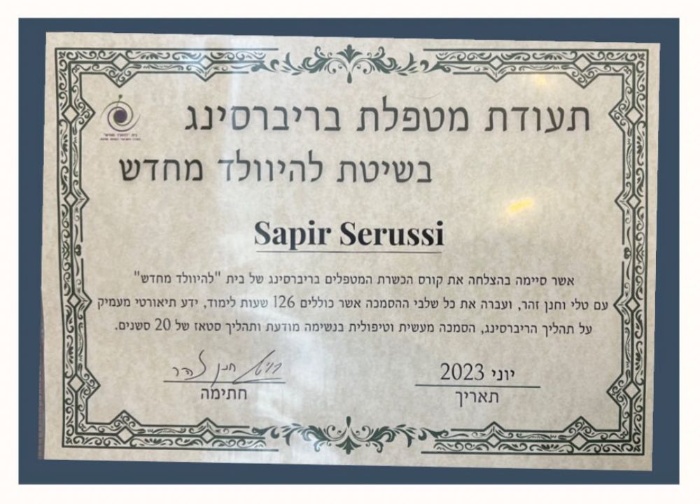 תעודת מטפלת בריברסינג
בשיטת להיוולד מחדש
Sapir Serussi
אשר סיימה בהצלחה את קורס הכשרת המטפלים בריברסינג של בית "להיוולד מחדש"
עם טלי וחנן זהר, ועברה את כל שלבי ההסמכה אשר כוללים 126 שעות לימוד, ידע תיאורטי מעמיק
על תהליך הריברסינג, הסמכה מעשית וטיפולית בנשימה מודעת ותהליך סטאז של 20 סשנים.
יוני 2023
תאריך
חתימה